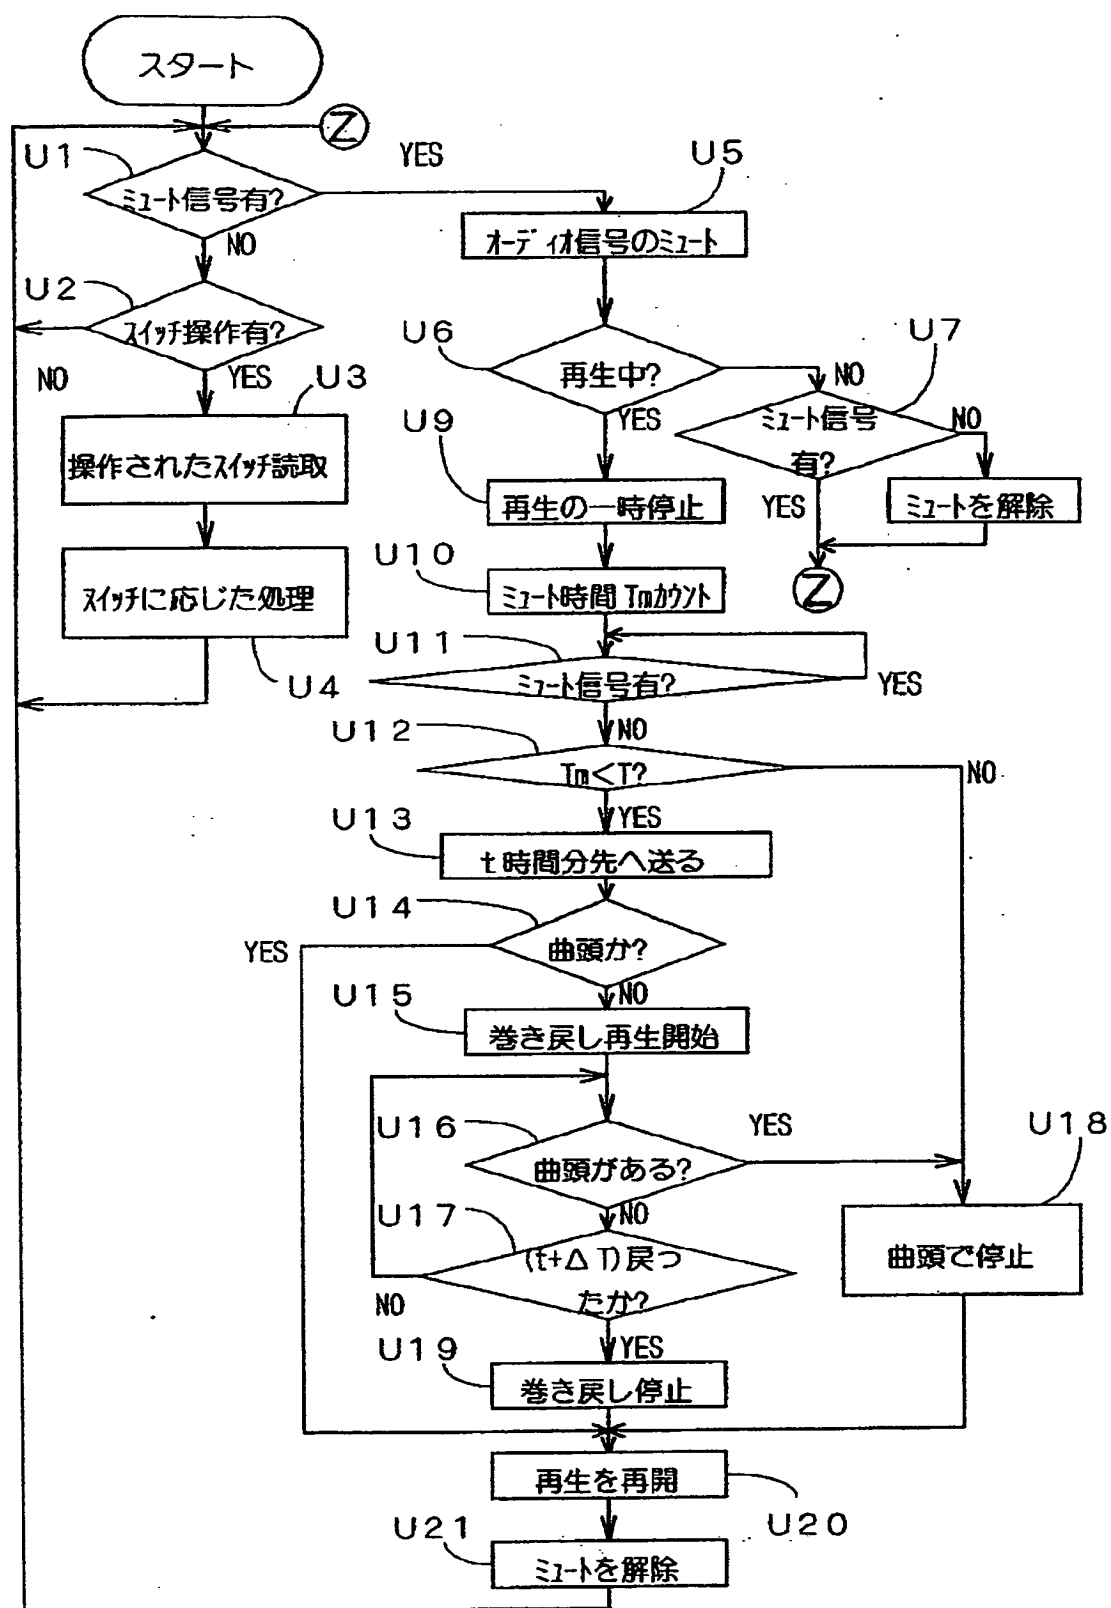 スタート
Z
U1
ミュート信号有?
YES
NO
U2
スイッチ操作有?
NO
YES
U3
操作されたスイッチ読取
スイッチに応じた処理
U4
U5
オーディオ信号のミュート
U6
再生中?
NO
YES
U7
ミュート信号
有?
NO
YES
ミュートを解除
Z
U9
再生の一時停止
U10
ミュート時間 Tmカウント
U11
ミュート信号有?
YES
NO
U12
Tm<T?
NO
YES
U13
t時間分先へ送る
U14
曲頭か?
YES
NO
U15
巻き戻し再生開始
U16
曲頭がある?
YES
NO
U17
(t+ΔT)戻っ
たか?
NO
YES
U18
曲頭で停止
U19
巻き戻し停止
再生を再開
U20
U21
ミュートを解除